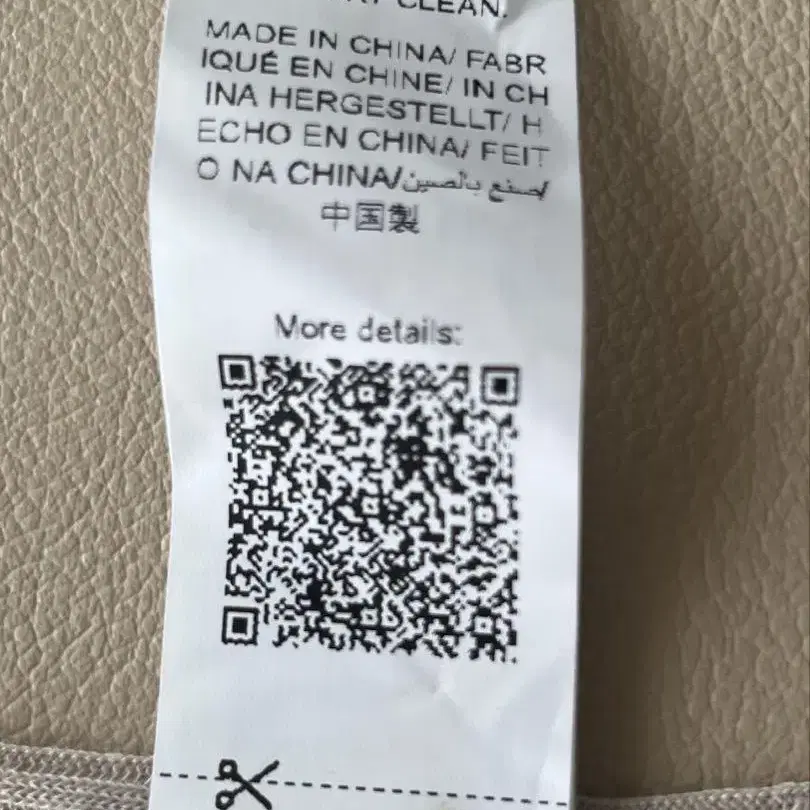 CLEAN.
MADE IN CHINA/ FABR
IQUÉ EN CHINE/ IN CH
INA HERGESTELLT/ H
ECHO EN CHINA/ FEIT
O NA CHINA/صنع بالصين/
中国製
More details: